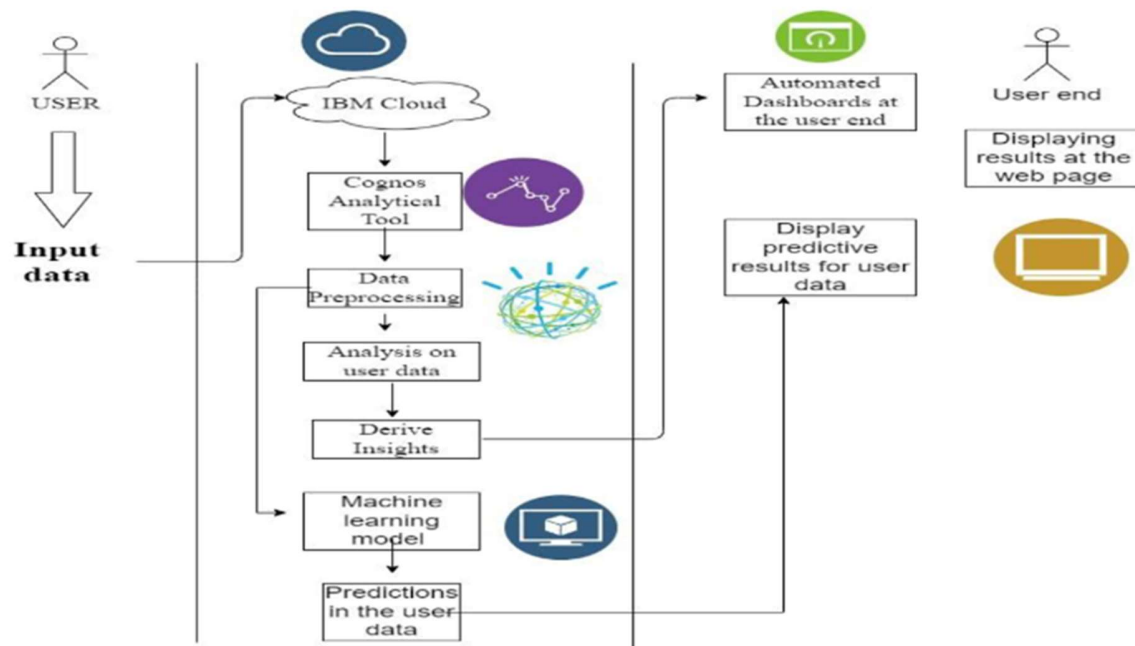 USER
Input
data
IBM Cloud
Cognos
Analytical
Tool
Data
Preprocessing
Analysis on
user data
Derive
Insights
Machine
learning
model
Predictions
in the user
data
Automated
Dashboards at
the user end
Display
predictive
results for user
data
User end
Displaying
results at the
web page